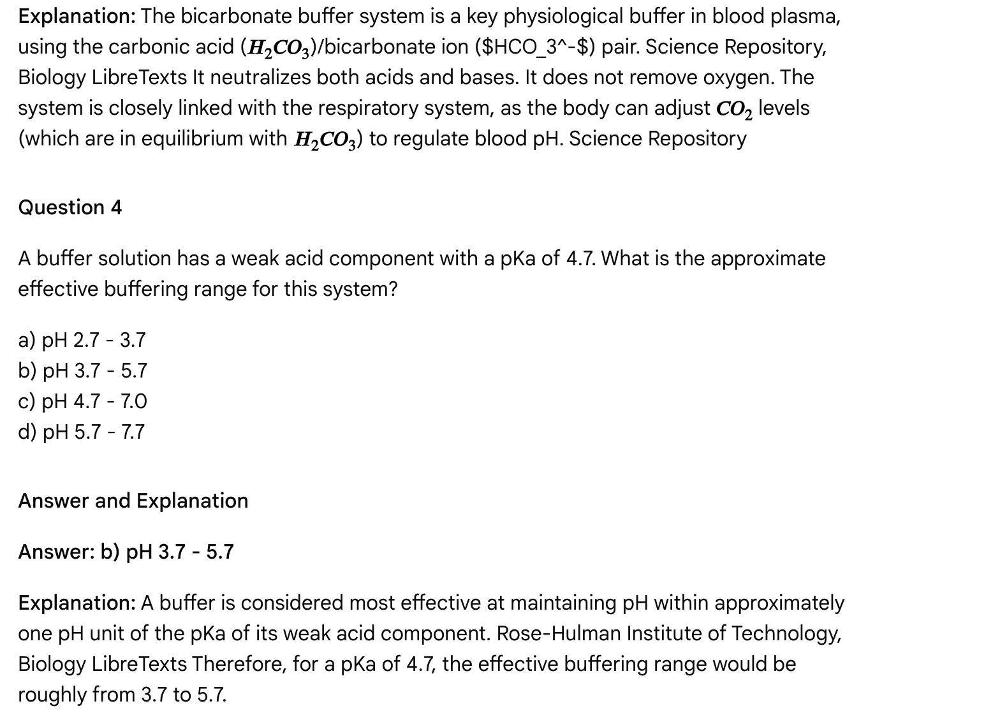 Explanation: The bicarbonate buffer system is a key physiological buffer in blood plasma,
using the carbonic acid (H₂CO₃)/bicarbonate ion ($HCO_3^-$) pair. Science Repository,
Biology LibreTexts It neutralizes both acids and bases. It does not remove oxygen. The
system is closely linked with the respiratory system, as the body can adjust CO₂ levels
(which are in equilibrium with H₂CO₃) to regulate blood pH. Science Repository
Question 4
A buffer solution has a weak acid component with a pKa of 4.7. What is the approximate
effective buffering range for this system?
a) pH 2.7 - 3.7
b) pH 3.7 - 5.7
c) pH 4.7 - 7.0
d) pH 5.7 - 7.7
Answer and Explanation
Answer: b) pH 3.7 - 5.7
Explanation: A buffer is considered most effective at maintaining pH within approximately
one pH unit of the pKa of its weak acid component. Rose-Hulman Institute of Technology,
Biology LibreTexts Therefore, for a pKa of 4.7, the effective buffering range would be
roughly from 3.7 to 5.7.